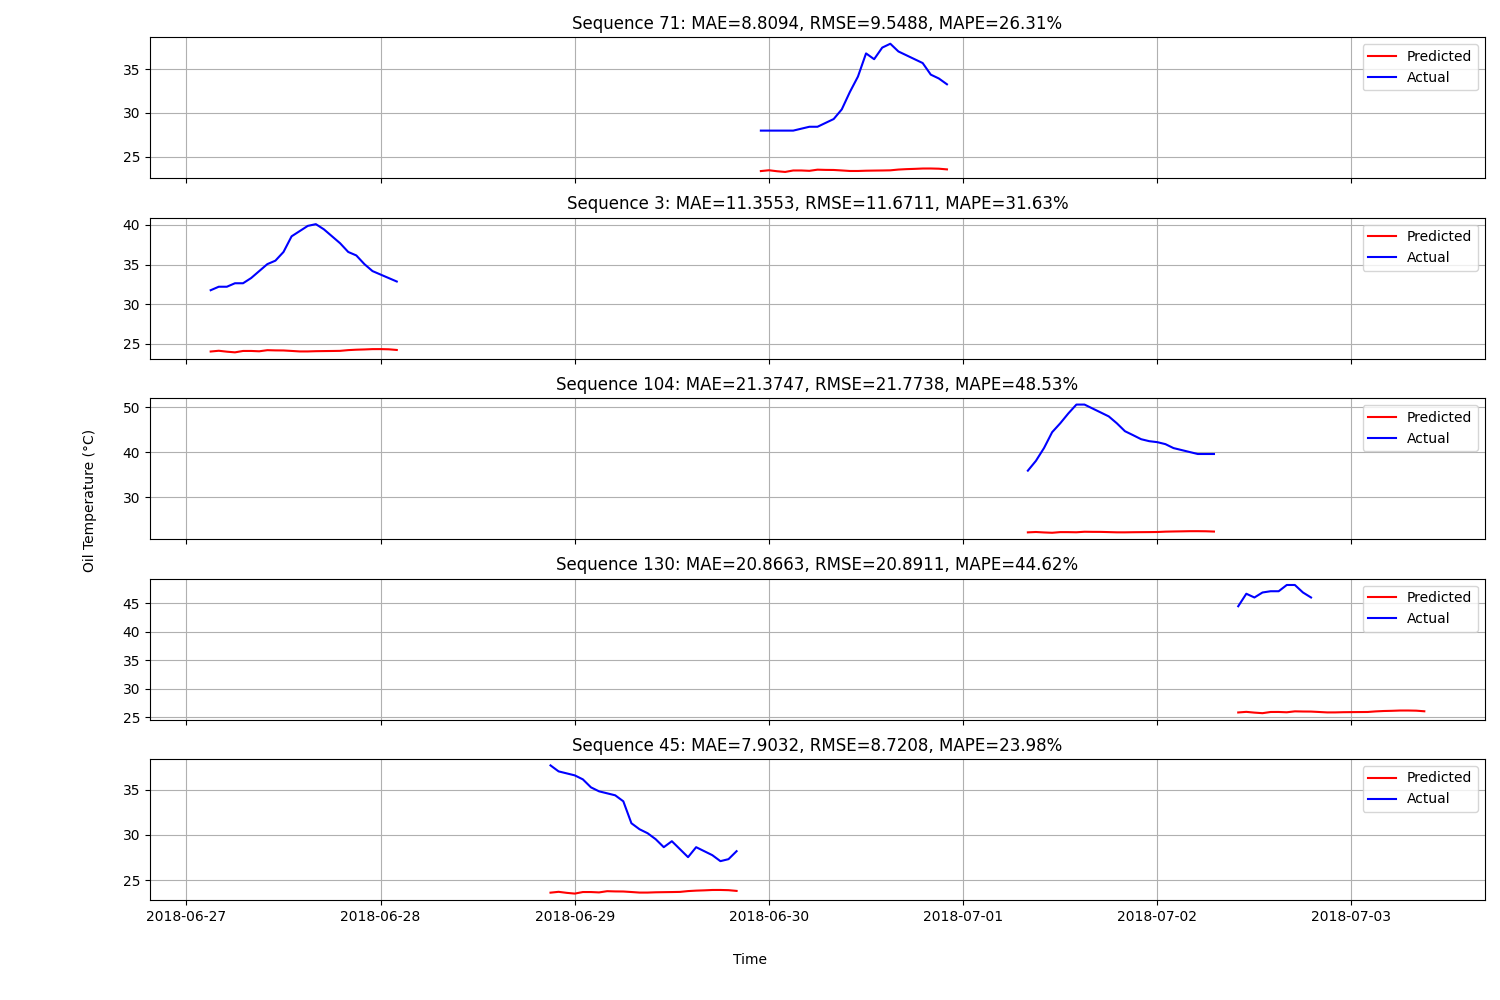 Sequence 71: MAE=8.8094, RMSE=9.5488, MAPE=26.31%
35
30
25
Predicted
Actual
Sequence 3: MAE=11.3553, RMSE=11.6711, MAPE=31.63%
40
35
30
25
Predicted
Actual
Sequence 104: MAE=21.3747, RMSE=21.7738, MAPE=48.53%
50
40
30
Predicted
Actual
Oil Temperature (°C)
Sequence 130: MAE=20.8663, RMSE=20.8911, MAPE=44.62%
45
40
35
30
25
Predicted
Actual
Sequence 45: MAE=7.9032, RMSE=8.7208, MAPE=23.98%
35
30
25
Predicted
Actual
2018-06-27 2018-06-28 2018-06-29 2018-06-30 2018-07-01 2018-07-02 2018-07-03
Time